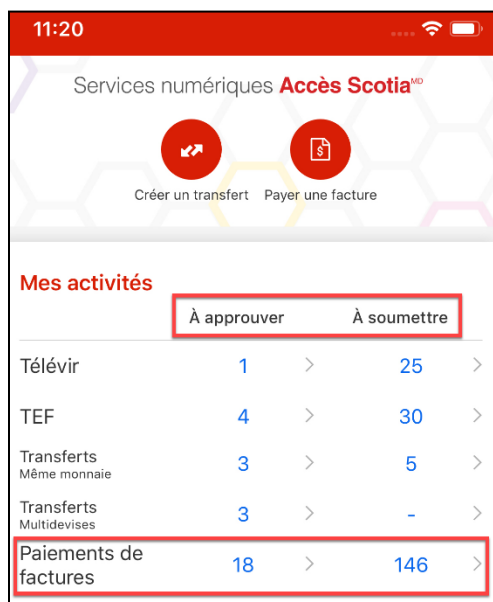 11:20
Services numériques Accès Scotia MD
$
Créer un transfert Payer une facture
Mes activités
À approuver À soumettre
Télévir 1 25
TEF 4 30
Transferts
Même monnaie 3 5
Transferts
Multidevises 3 -
Paiements de
factures 18 146